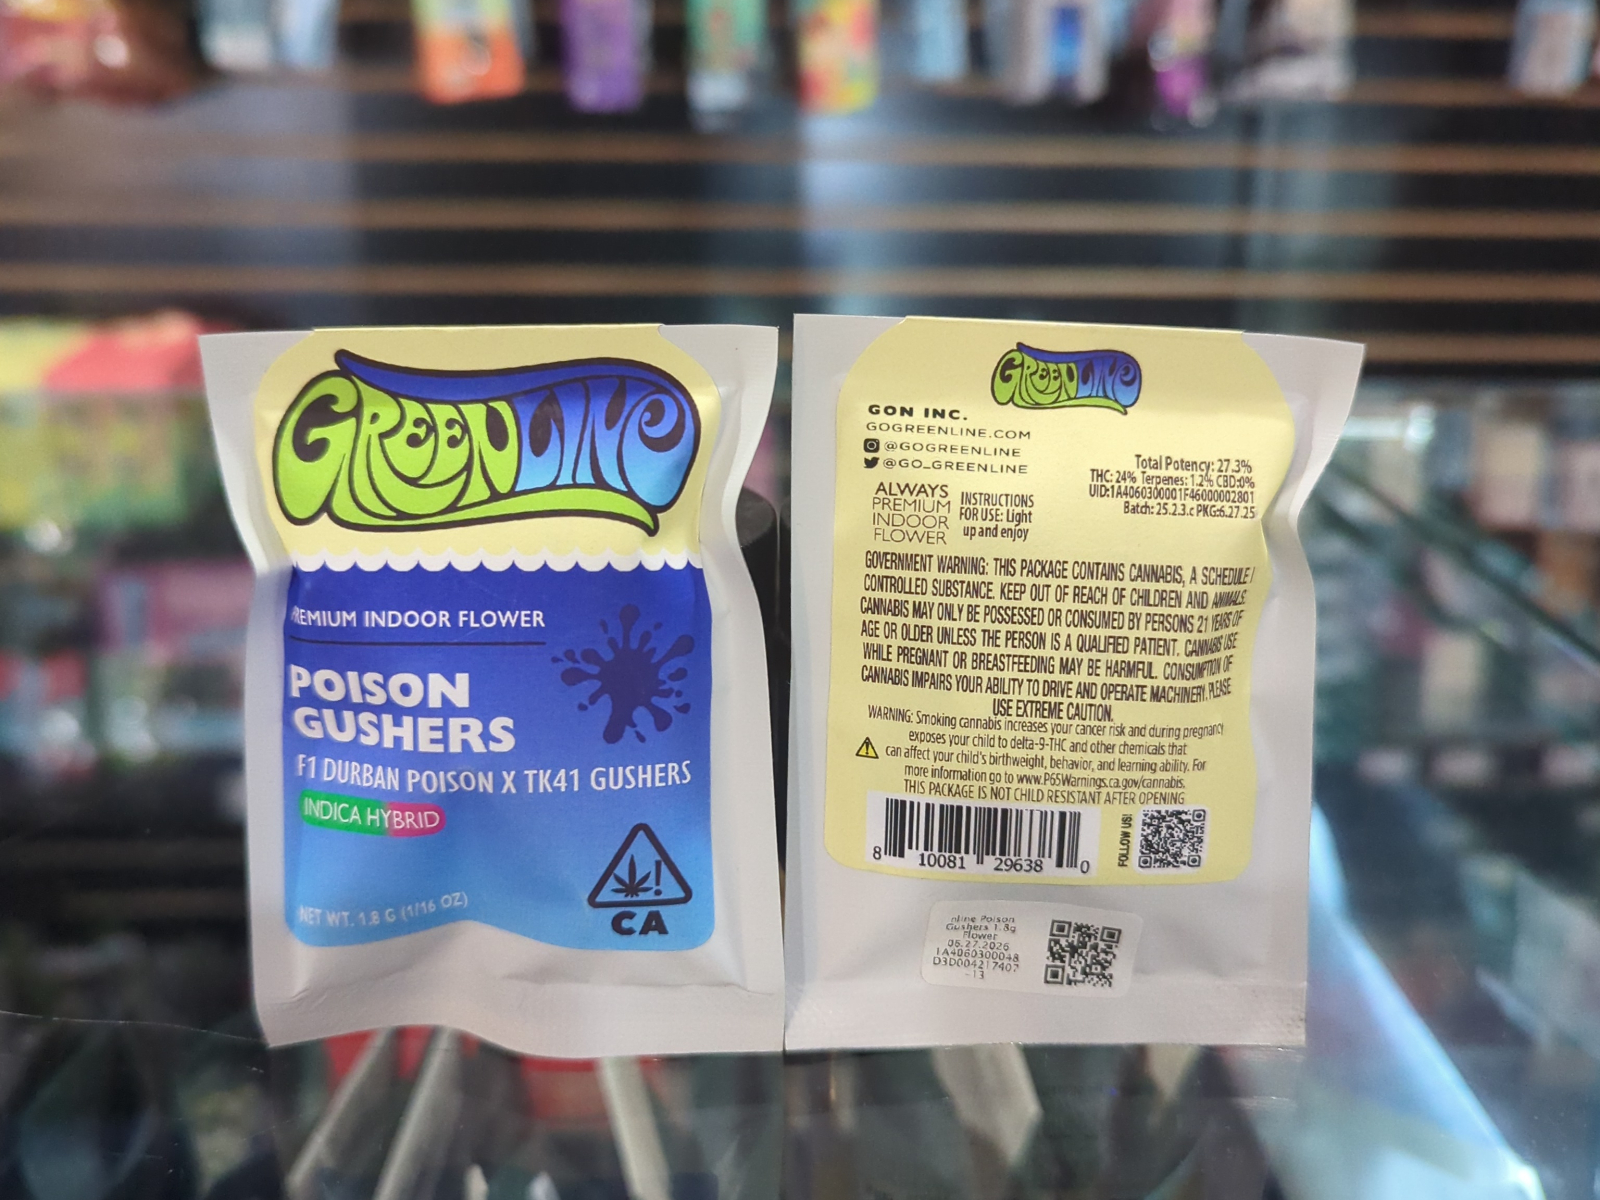 GREENLINE
PREMIUM INDOOR FLOWER
POISON
GUSHERS
F1 DURBAN POISON X TK41 GUSHERS
INDICA HYBRID
NET WT. 1.8 G (1/16 OZ)
CA
GREENLINE
GON INC.
GOGREENLINE.COM
@GOGREENLINE
@GO_GREENLINE
ALWAYS
PREMIUM
INDOOR
FLOWER
INSTRUCTIONS
FOR USE: Light
up and enjoy
Total Potency: 27.3%
THC: 24% Terpenes: 1.2% CBD:0%
UID:1A4060300001F46000002801
Batch: 25.2.3.c PKG:6.27.25
GOVERNMENT WARNING: THIS PACKAGE CONTAINS CANNABIS, A SCHEDULE I
CONTROLLED SUBSTANCE. KEEP OUT OF REACH OF CHILDREN AND ANIMALS.
CANNABIS MAY ONLY BE POSSESSED OR CONSUMED BY PERSONS 21 YEARS OF
AGE OR OLDER UNLESS THE PERSON IS A QUALIFIED PATIENT. CANNABIS USE
WHILE PREGNANT OR BREASTFEEDING MAY BE HARMFUL. CONSUMPTION OF
CANNABIS IMPAIRS YOUR ABILITY TO DRIVE AND OPERATE MACHINERY. PLEASE
USE EXTREME CAUTION.
WARNING: Smoking cannabis increases your cancer risk and during pregnancy
exposes your child to delta-9-THC and other chemicals that
can affect your child's birthweight, behavior, and learning ability. For
more information go to www.P65Warnings.ca.gov/cannabis.
THIS PACKAGE IS NOT CHILD RESISTANT AFTER OPENING
8 10081 29638 0
FOLLOW US!
nline Poison
Gushers 1.8g
Flower
06.27.2026
1A4060300048
D3D004217407
-13